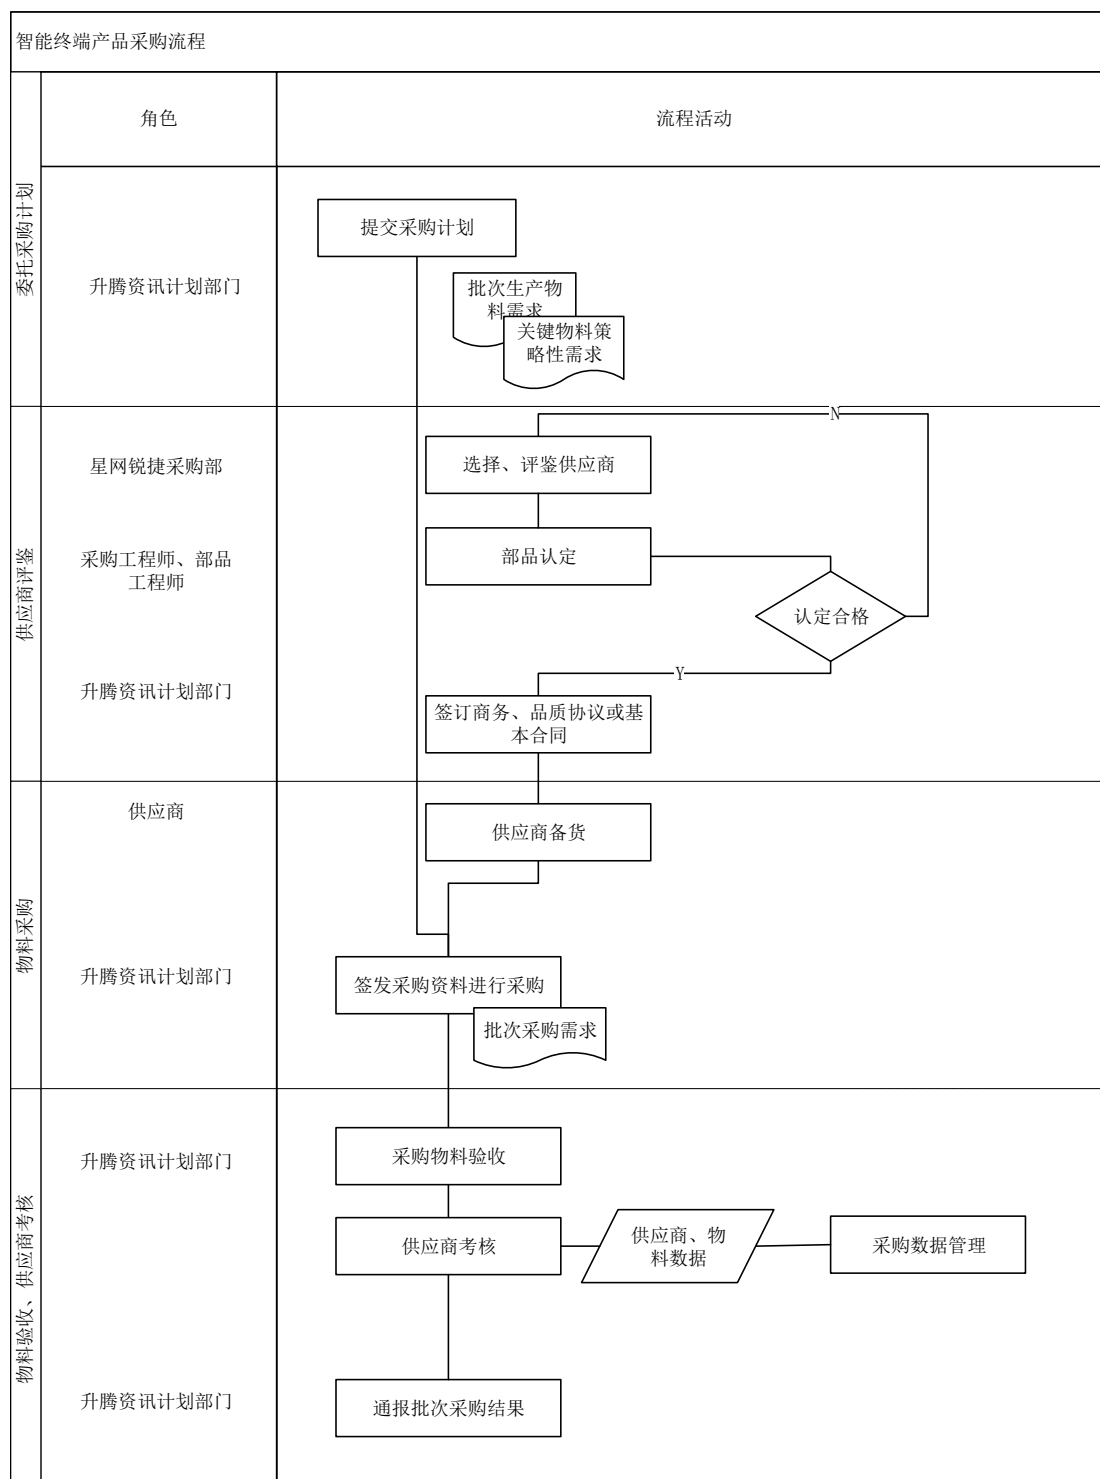 智能终端产品采购流程
角色
流程活动
委托采购计划
升腾资讯计划部门
提交采购计划
批次生产物
料需求
关键物料策
略性需求
供应商评鉴
N
星网锐捷采购部
选择、评鉴供应商
采购工程师、部品
工程师
部品认定
认定合格
Y
升腾资讯计划部门
签订商务、品质协议或基
本合同
物料采购
供应商
供应商备货
升腾资讯计划部门
签发采购资料进行采购
批次采购需求
物料验收、供应商考核
升腾资讯计划部门
采购物料验收
供应商考核
供应商、物
料数据
采购数据管理
升腾资讯计划部门
通报批次采购结果